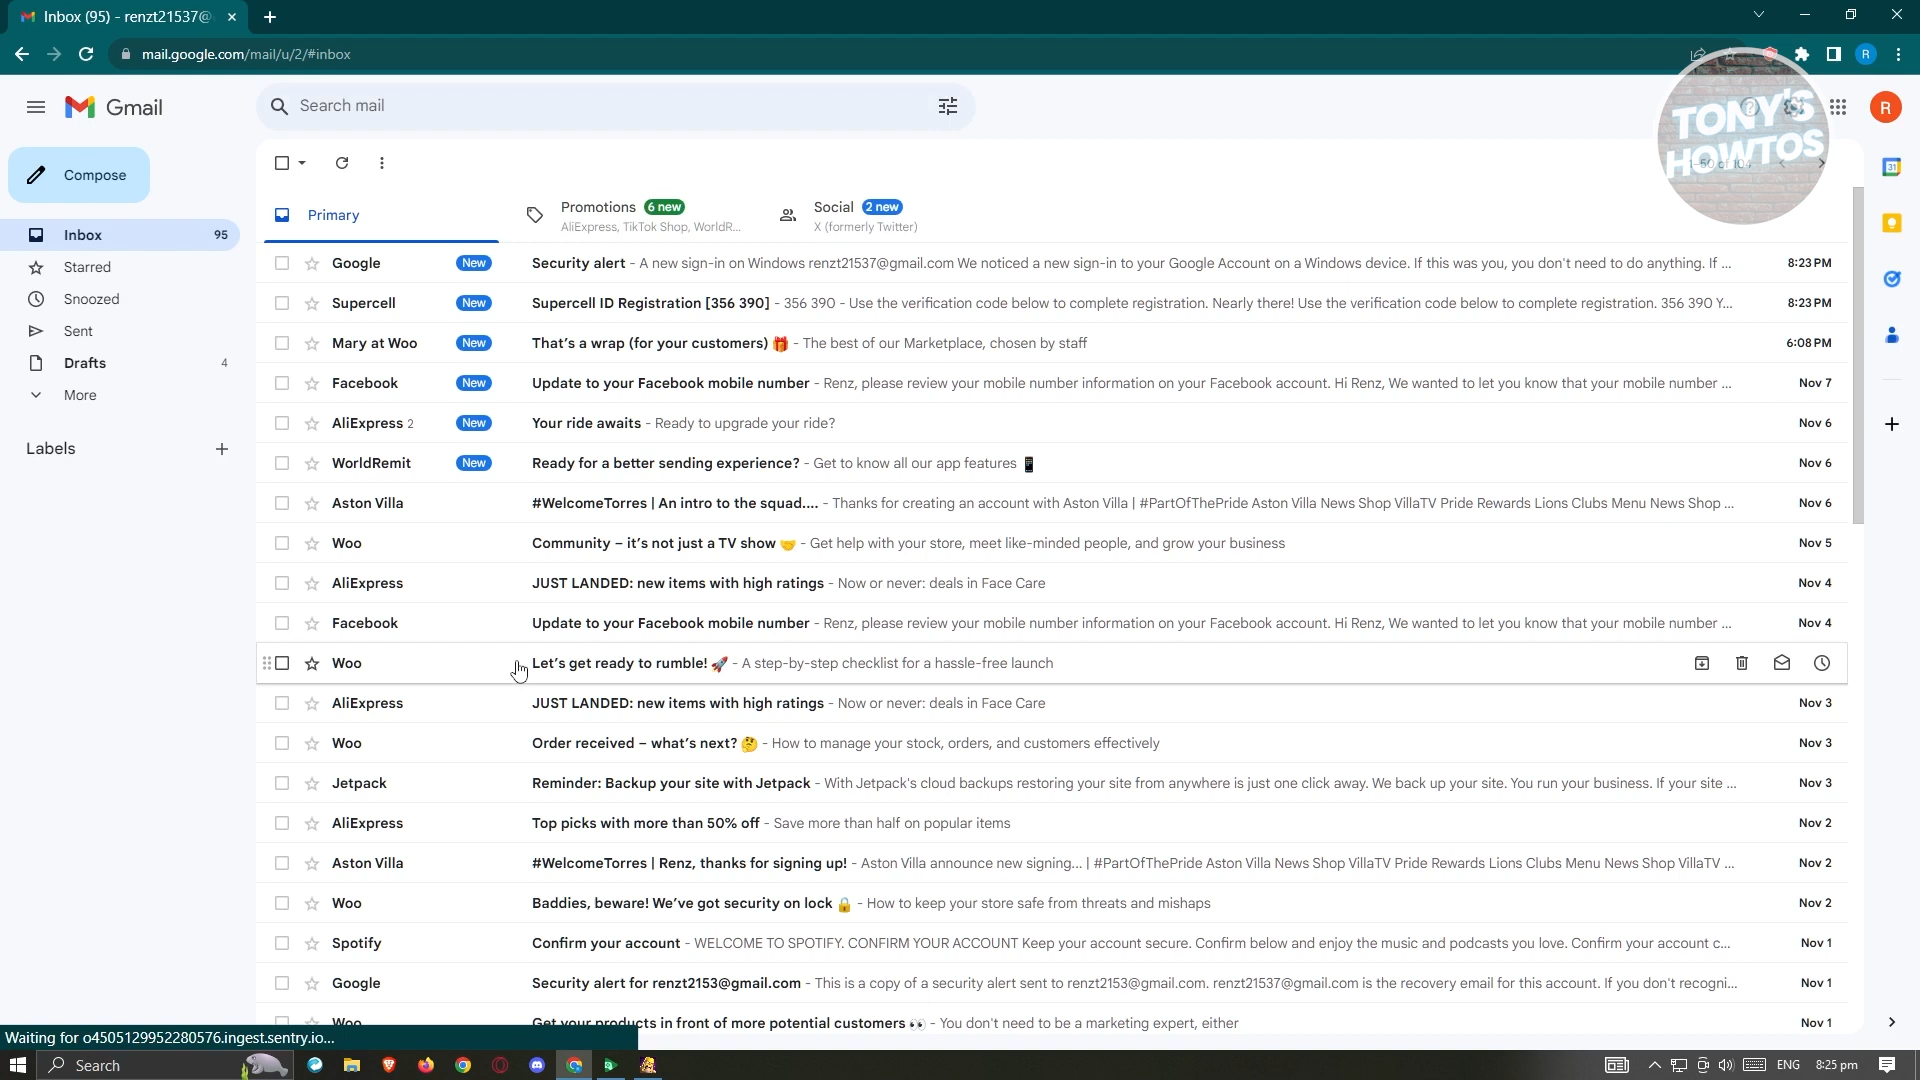 Inbox (95) - renzt21537@
mail.google.com/mail/u/2/#inbox
R
Gmail
Search mail
R
TONY'S
HOWTOS
1-50 of 104
Compose
Primary
Promotions 6 new
AliExpress, TikTok Shop, WorldR...
Social 2 new
X (formerly Twitter)
Inbox 95
Starred
Snoozed
Sent
Drafts 4
More
Labels
Google New Security alert - A new sign-in on Windows renzt21537@gmail.com We noticed a new sign-in to your Google Account on a Windows device. If this was you, you don't need to do anything. If ... 8:23 PM
Supercell New Supercell ID Registration [356 390] - 356 390 - Use the verification code below to complete registration. Nearly there! Use the verification code below to complete registration. 356 390 Y... 8:23 PM
Mary at Woo New That's a wrap (for your customers) 🎁 - The best of our Marketplace, chosen by staff 6:08 PM
Facebook New Update to your Facebook mobile number - Renz, please review your mobile number information on your Facebook account. Hi Renz, We wanted to let you know that your mobile number ... Nov 7
AliExpress 2 New Your ride awaits - Ready to upgrade your ride? Nov 6
WorldRemit New Ready for a better sending experience? - Get to know all our app features 📱 Nov 6
Aston Villa #WelcomeTorres | An intro to the squad.... - Thanks for creating an account with Aston Villa | #PartOfThePride Aston Villa News Shop VillaTV Pride Rewards Lions Clubs Menu News Shop ... Nov 6
Woo Community – it's not just a TV show 🤝 - Get help with your store, meet like-minded people, and grow your business Nov 5
AliExpress JUST LANDED: new items with high ratings - Now or never: deals in Face Care Nov 4
Facebook Update to your Facebook mobile number - Renz, please review your mobile number information on your Facebook account. Hi Renz, We wanted to let you know that your mobile number ... Nov 4
Woo Let's get ready to rumble! 🚀 - A step-by-step checklist for a hassle-free launch
AliExpress JUST LANDED: new items with high ratings - Now or never: deals in Face Care Nov 3
Woo Order received – what's next? 🤔 - How to manage your stock, orders, and customers effectively Nov 3
Jetpack Reminder: Backup your site with Jetpack - With Jetpack's cloud backups restoring your site from anywhere is just one click away. We back up your site. You run your business. If your site ... Nov 3
AliExpress Top picks with more than 50% off - Save more than half on popular items Nov 2
Aston Villa #WelcomeTorres | Renz, thanks for signing up! - Aston Villa announce new signing... | #PartOfThePride Aston Villa News Shop VillaTV Pride Rewards Lions Clubs Menu News Shop VillaTV ... Nov 2
Woo Baddies, beware! We've got security on lock 🔒 - How to keep your store safe from threats and mishaps Nov 2
Spotify Confirm your account - WELCOME TO SPOTIFY. CONFIRM YOUR ACCOUNT Keep your account secure. Confirm below and enjoy the music and podcasts you love. Confirm your account c... Nov 1
Google Security alert for renzt2153@gmail.com - This is a copy of a security alert sent to renzt2153@gmail.com. renzt21537@gmail.com is the recovery email for this account. If you don't recogni... Nov 1
Woo Get your products in front of more potential customers 👀 - You don't need to be a marketing expert, either Nov 1
Waiting for o4505129952280576.ingest.sentry.io...
Search
ENG 8:25 pm